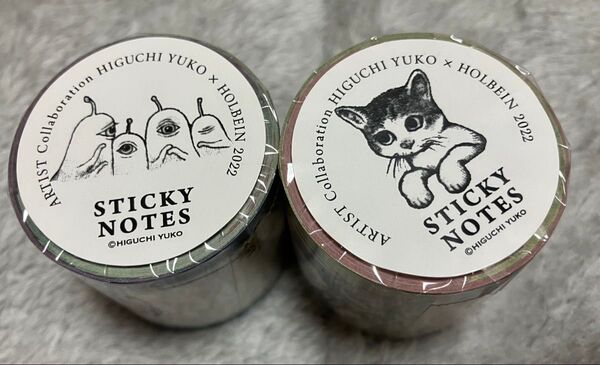 ARTIST Collaboration HIGUCHI YUKO × HOLBEIN 2022
STICKY
NOTES
©HIGUCHI YUKO
ARTIST Collaboration HIGUCHI YUKO × HOLBEIN 2022
STICKY
NOTES
©HIGUCHI YUKO